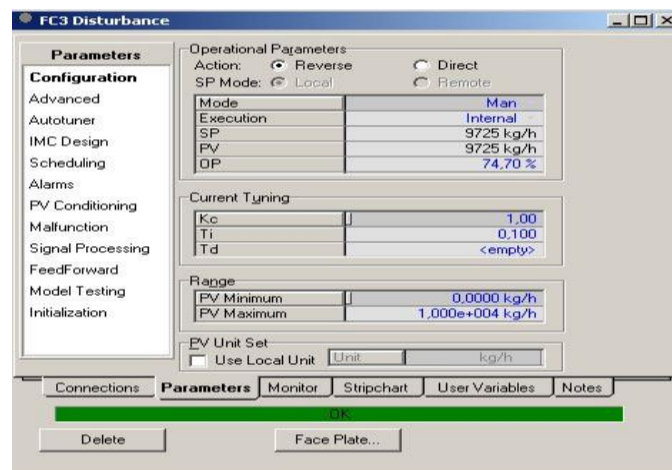 FC3 Disturbance
Parameters
Configuration
Advanced
Autotuner
IMC Design
Scheduling
Alarms
PV Conditioning
Malfunction
Signal Processing
FeedForward
Model Testing
Initialization
Operational Parameters
Action: Reverse Direct
SP Mode: Local Remote
Mode Man
Execution Internal
SP 9725 kg/h
PV 9725 kg/h
OP 74,70 %
Current Tuning
Kc 1,00
Ti 0,100
Td <empty>
Range
PV Minimum 0,0000 kg/h
PV Maximum 1,000e+004 kg/h
PV Unit Set
Use Local Unit Unit kg/h
Connections Parameters Monitor Stripchart User Variables Notes
OK
Delete Face Plate...